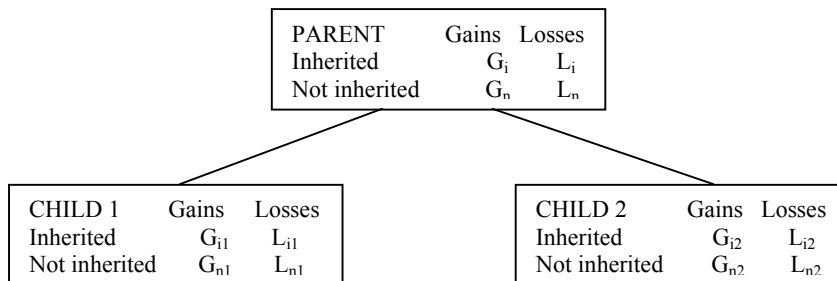 PARENT Gains Losses
Inherited Gᵢ Lᵢ
Not inherited Gₙ Lₙ
CHILD 1 Gains Losses
Inherited Gᵢ₁ Lᵢ₁
Not inherited Gₙ₁ Lₙ₁
CHILD 2 Gains Losses
Inherited Gᵢ₂ Lᵢ₂
Not inherited Gₙ₂ Lₙ₂